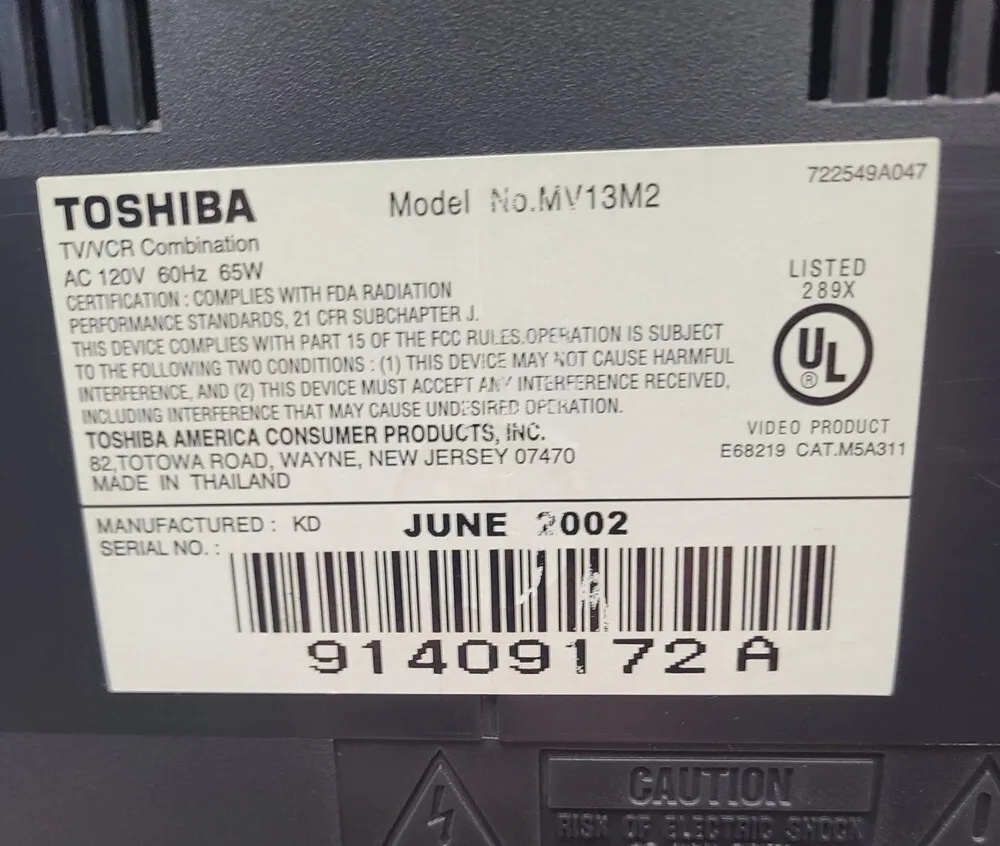 722549A047
TOSHIBA Model No.MV13M2
TV/VCR Combination
AC 120V 60Hz 65W
CERTIFICATION : COMPLIES WITH FDA RADIATION
PERFORMANCE STANDARDS, 21 CFR SUBCHAPTER J.
THIS DEVICE COMPLIES WITH PART 15 OF THE FCC RULES.OPERATION IS SUBJECT
TO THE FOLLOWING TWO CONDITIONS : (1) THIS DEVICE MAY NOT CAUSE HARMFUL
INTERFERENCE, AND (2) THIS DEVICE MUST ACCEPT ANY INTERFERENCE RECEIVED,
INCLUDING INTERFERENCE THAT MAY CAUSE UNDESIRED OPERATION.
TOSHIBA AMERICA CONSUMER PRODUCTS, INC.
82,TOTOWA ROAD, WAYNE, NEW JERSEY 07470
MADE IN THAILAND
LISTED
289X
UL
®
VIDEO PRODUCT
E68219 CAT.M5A311
MANUFACTURED : KD JUNE 2002
SERIAL NO. :
91409172A
CAUTION
RISK OF ELECTRIC SHOCK